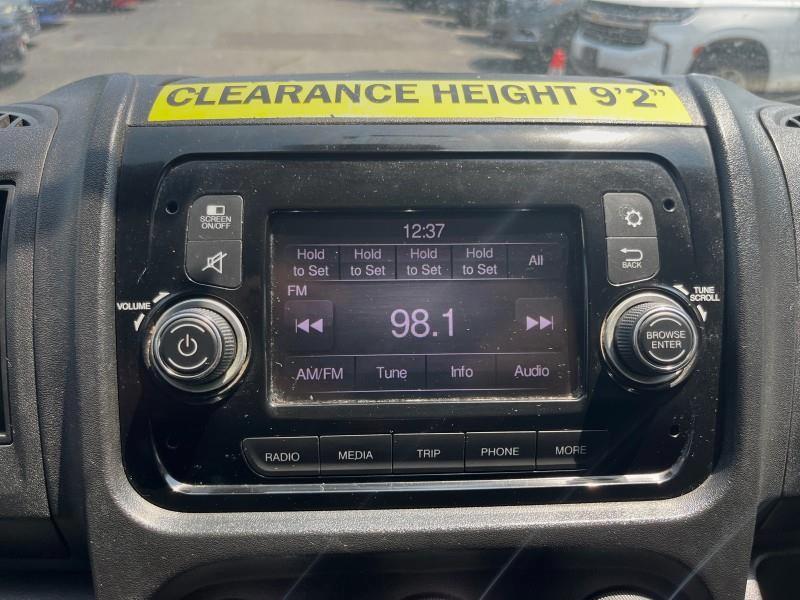 CLEARANCE HEIGHT 9'2"
SCREEN
ON/OFF
12:37
Hold
to Set
Hold
to Set
Hold
to Set
Hold
to Set
All
BACK
FM
VOLUME
TUNE
SCROLL
98.1
BROWSE
ENTER
AM/FM Tune Info Audio
RADIO MEDIA TRIP PHONE MORE